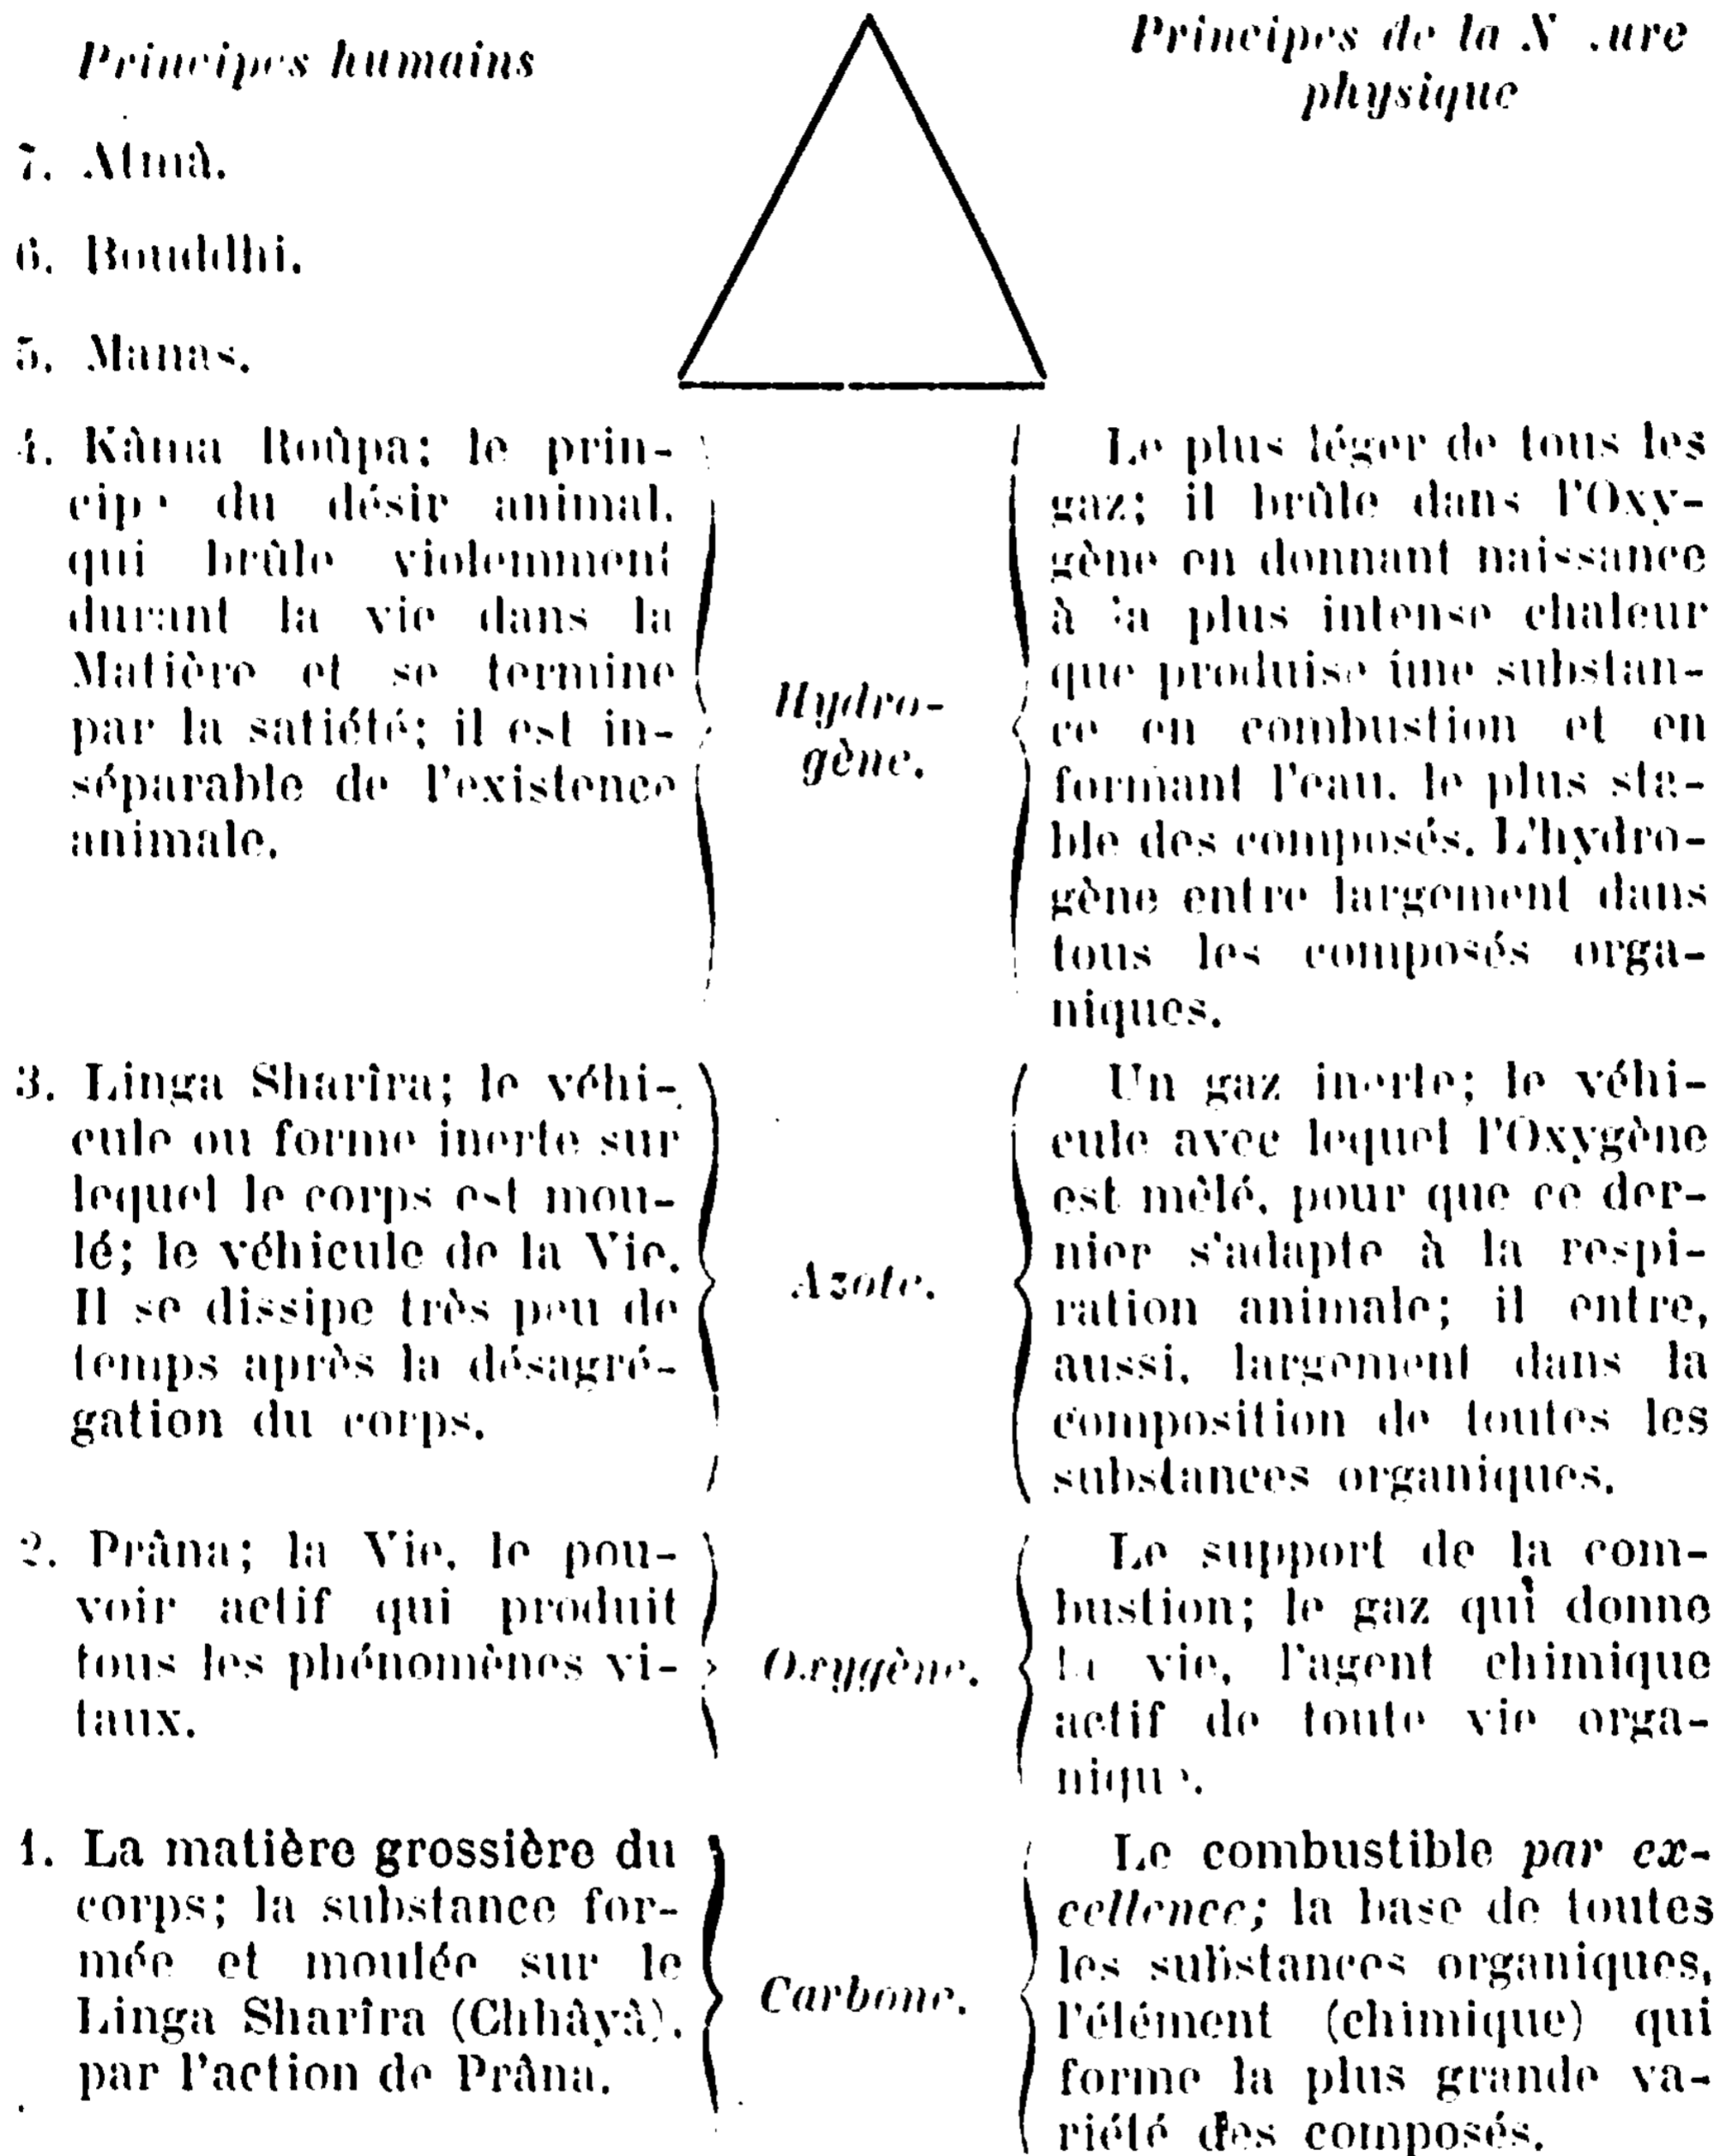 Principes humains
Principes de la N .ure
physique
7. Atmâ.
6. Bouddhi.
5. Manas.
4. Kâma Roûpa; le prin-
cipe du désir animal,
qui brûle violemment
durant la vie dans la
Matière et se termine
par la satiété; il est in-
séparable de l'existence
animale.
Hydro-
gène.
Le plus léger de tous les
gaz; il brûle dans l'Oxy-
gène en donnant naissance
à la plus intense chaleur
que produise une substan-
ce en combustion et en
formant l'eau, le plus sta-
ble des composés. L'hydro-
gène entre largement dans
tous les composés orga-
niques.
3. Linga Sharîra; le véhi-
cule ou forme inerte sur
lequel le corps est mou-
lé; le véhicule de la Vie.
Il se dissipe très peu de
temps après la désagré-
gation du corps.
Azote.
Un gaz inerte; le véhi-
cule avec lequel l'Oxygène
est mêlé, pour que ce der-
nier s'adapte à la respi-
ration animale; il entre,
aussi, largement dans la
composition de toutes les
substances organiques.
2. Prâna; la Vie, le pou-
voir actif qui produit
tous les phénomènes vi-
taux.
Oxygène.
Le support de la com-
bustion; le gaz qui donne
la vie, l'agent chimique
actif de toute vie orga-
nique.
1. La matière grossière du
corps; la substance for-
mée et moulée sur le
Linga Sharîra (Chhâyâ),
par l'action de Prâna.
Carbone.
Le combustible par ex-
cellence; la base de toutes
les substances organiques,
l'élément (chimique) qui
forme la plus grande va-
riété des composés.